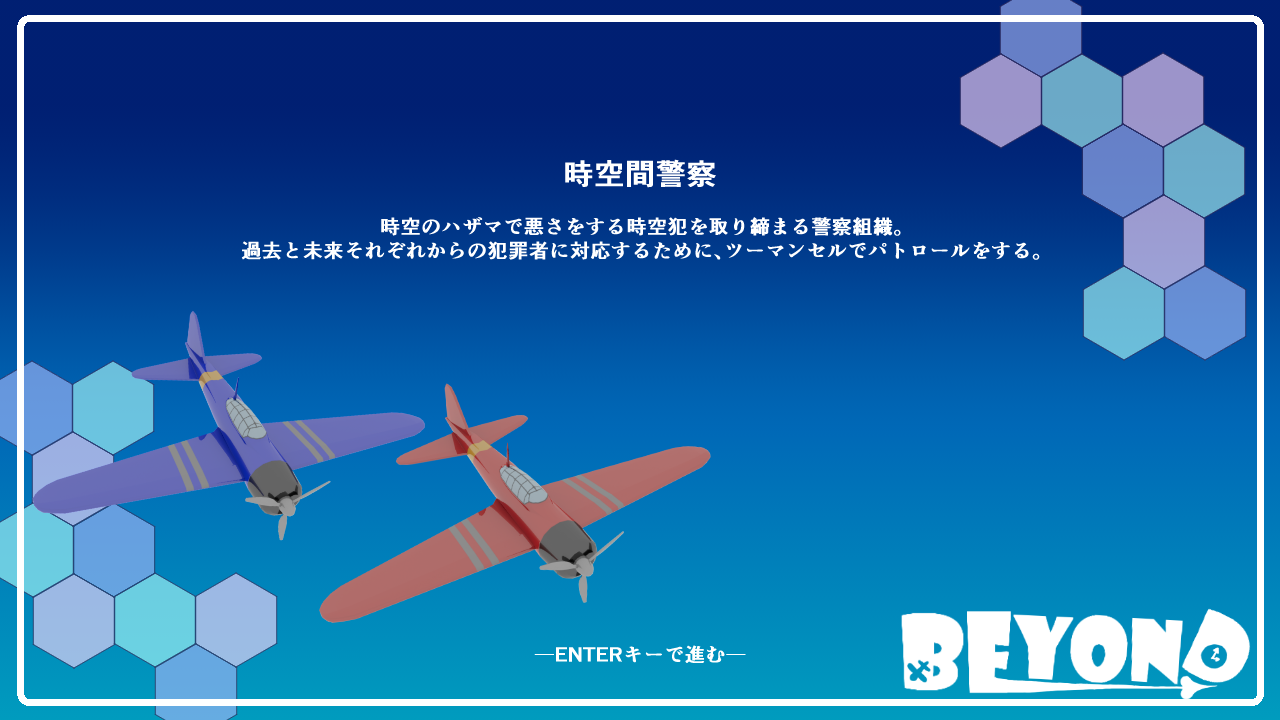 時空間警察
時空のハザマで悪さをする時空犯を取り締まる警察組織。
過去と未来それぞれからの犯罪者に対応するために、ツーマンセルでパトロールをする。
―ENTERキーで進む―
BEYOND